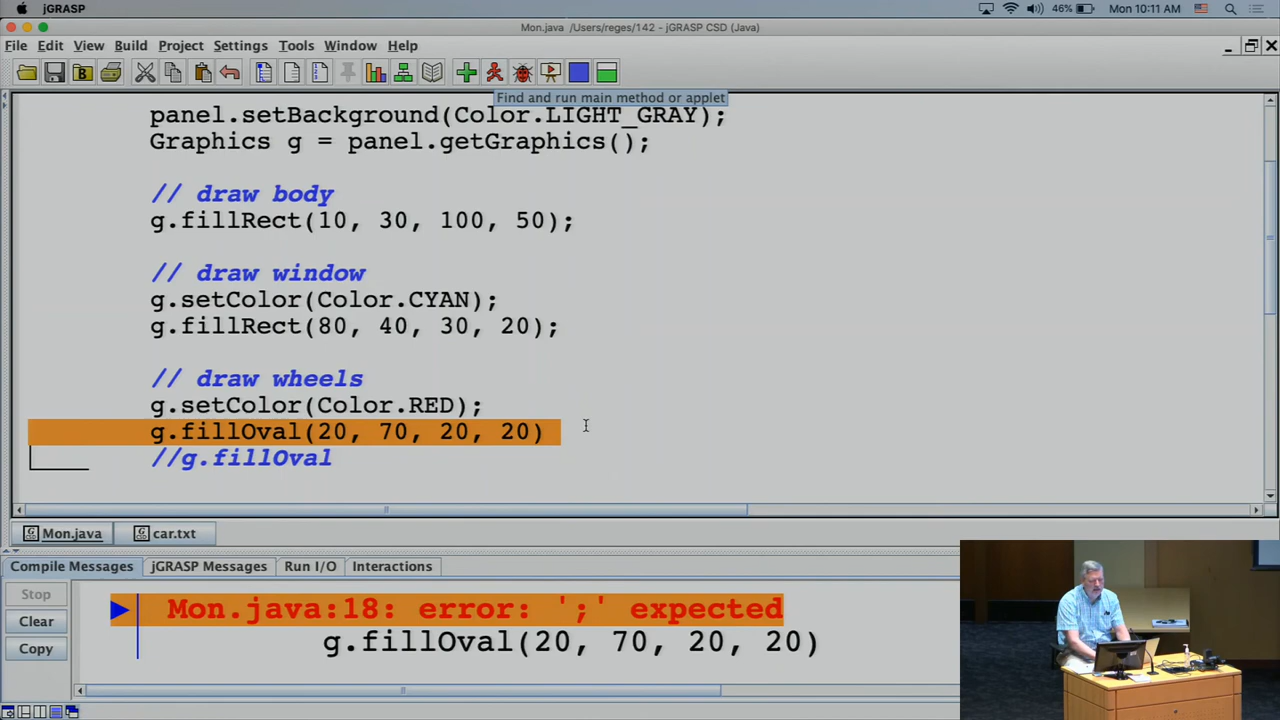 jGRASP
46%
Mon 10:11 AM
Mon.java /Users/reges/142 - jGRASP CSD (Java)
File Edit View Build Project Settings Tools Window Help
Find and run main method or applet
panel.setBackground(Color.LIGHT_GRAY);
Graphics g = panel.getGraphics();
// draw body
g.fillRect(10, 30, 100, 50);
// draw window
g.setColor(Color.CYAN);
g.fillRect(80, 40, 30, 20);
// draw wheels
g.setColor(Color.RED);
g.fillOval(20, 70, 20, 20)
//g.fillOval
Mon.java car.txt
Compile Messages jGRASP Messages Run I/O Interactions
Stop
Clear
Copy
Mon.java:18: error: ';' expected
g.fillOval(20, 70, 20, 20)